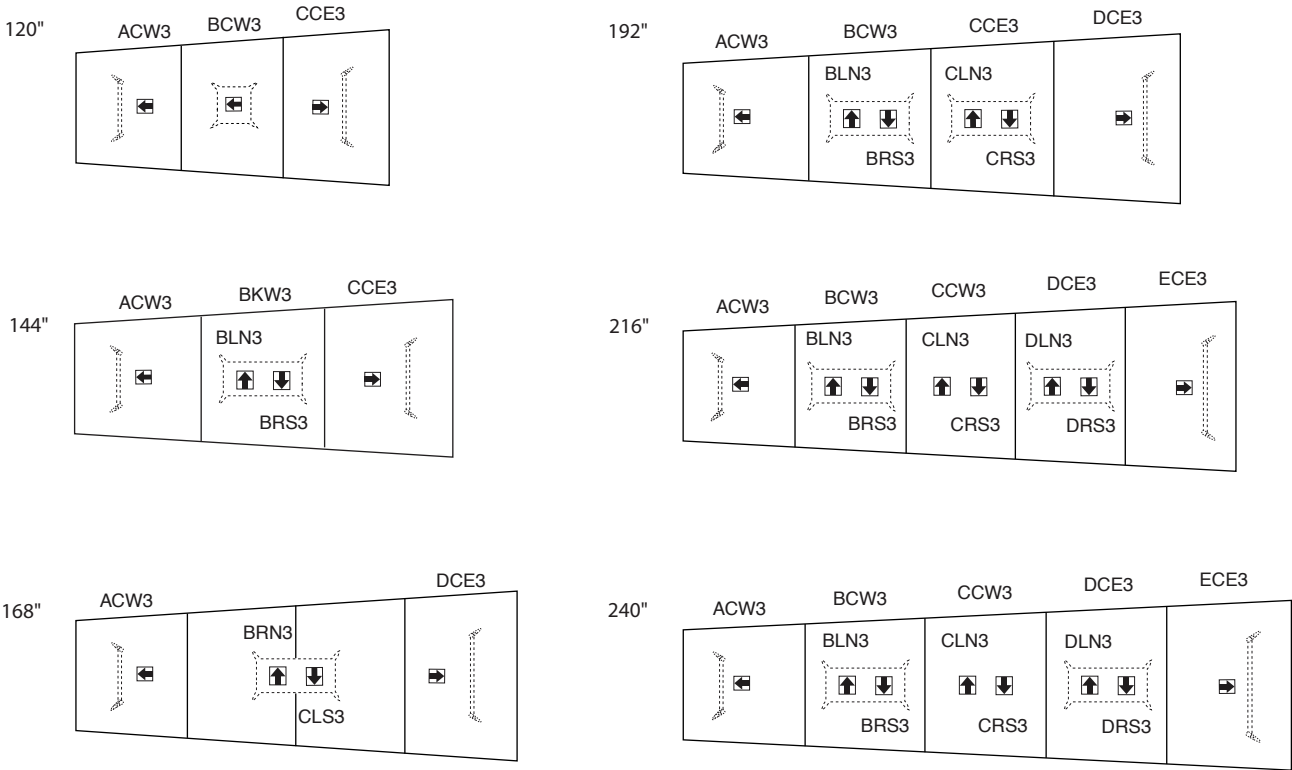 120"
ACW3 BCW3 CCE3
192"
ACW3 BCW3 CCE3 DCE3
BLN3 CLN3
BRS3 CRS3
144"
ACW3 BKW3 CCE3
BLN3
BRS3
216"
ACW3 BCW3 CCW3 DCE3 ECE3
BLN3 CLN3 DLN3
BRS3 CRS3 DRS3
168"
ACW3 DCE3
BRN3
CLS3
240"
ACW3 BCW3 CCW3 DCE3 ECE3
BLN3 CLN3 DLN3
BRS3 CRS3 DRS3